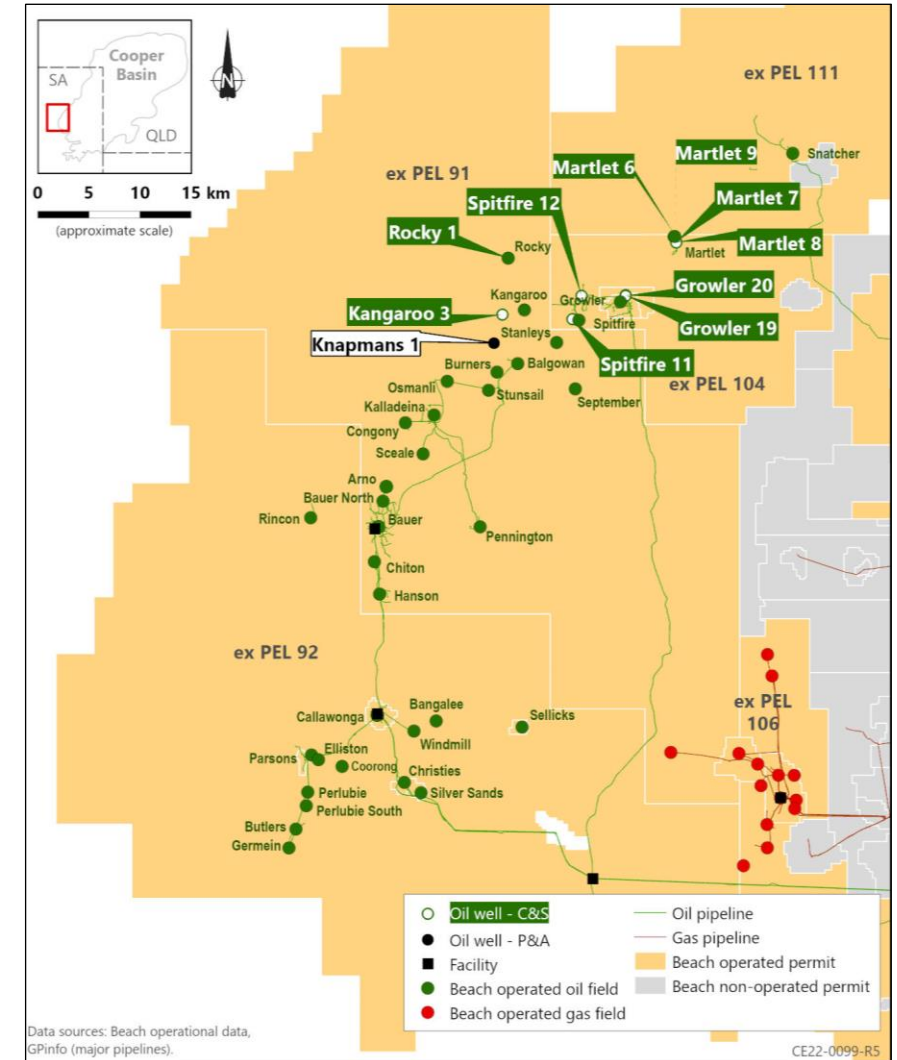 Cooper
Basin
SA
QLD
N
0 5 10 15 km
(approximate scale)
ex PEL 111
Snatcher
Martlet 9
Martlet 6
Martlet 7
Martlet 8
Martlet
ex PEL 91
Spitfire 12
Rocky 1
Rocky
Kangaroo
Growler
Growler 20
Kangaroo 3
Growler 19
Spitfire
Stanleys
Knapmans 1
Spitfire 11
Burners
Balgowan
ex PEL 104
Osmanli
Stunsail
September
Kalladeina
Congony
Sceale
Arno
Bauer North
Rincon
Bauer
Pennington
Chiton
Hanson
ex PEL 92
ex PEL
106
Bangalee
Callawonga
Sellicks
Windmill
Elliston
Parsons
Coorong
Christies
Perlubie
Silver Sands
Perlubie South
Butlers
Germein
Oil well - C&S
Oil well - P&A
Facility
Beach operated oil field
Beach operated gas field
Oil pipeline
Gas pipeline
Beach operated permit
Beach non-operated permit
Data sources: Beach operational data,
GPinfo (major pipelines).
CE22-0099-R5